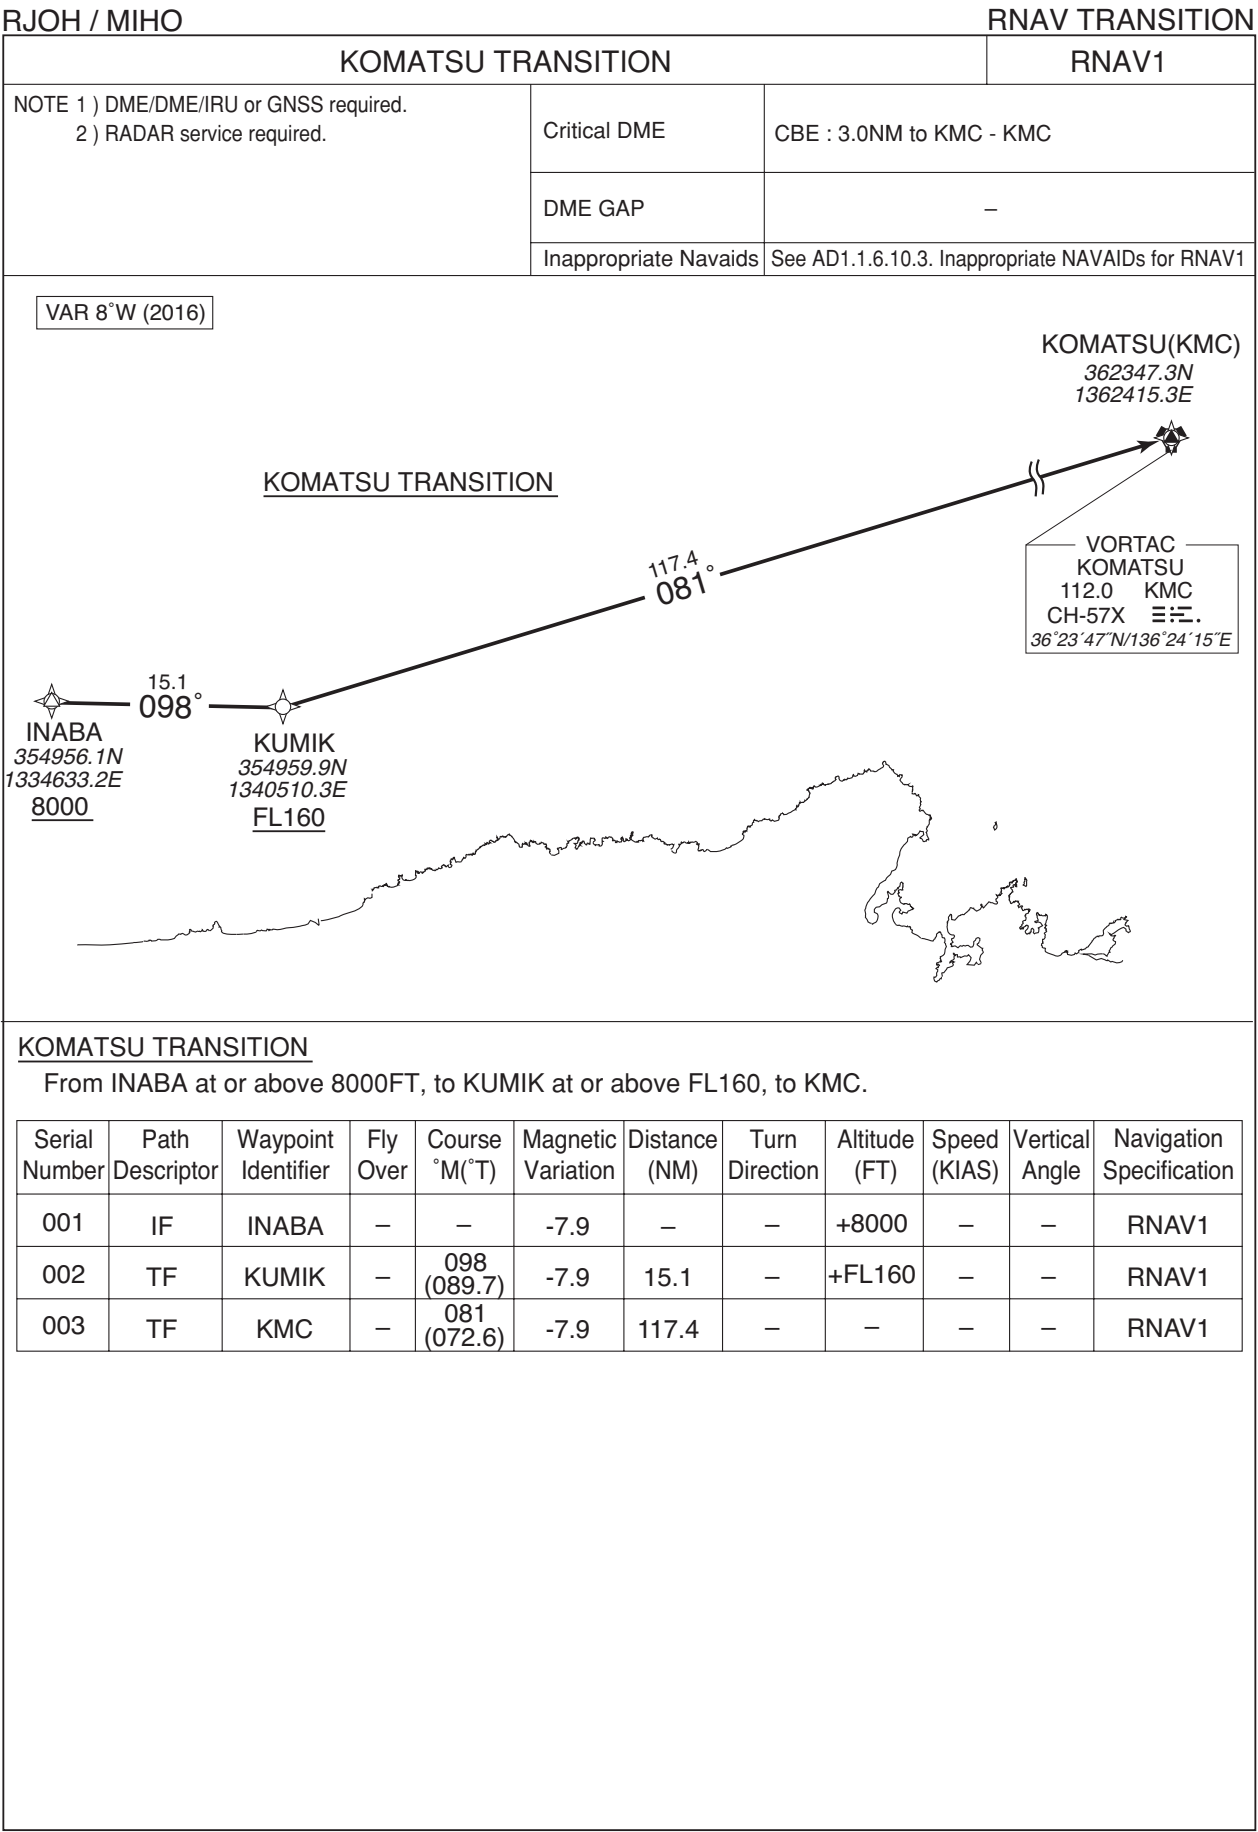 RJOH / MIHO
RNAV TRANSITION
KOMATSU TRANSITION
RNAV1
NOTE 1 ) DME/DME/IRU or GNSS required.
2 ) RADAR service required.
Critical DME
CBE : 3.0NM to KMC - KMC
DME GAP
–
Inappropriate Navaids
See AD1.1.6.10.3. Inappropriate NAVAIDs for RNAV1
VAR 8˚W (2016)
KOMATSU(KMC)
362347.3N
1362415.3E
KOMATSU TRANSITION
117.4
081˚
VORTAC
KOMATSU
112.0 KMC
CH-57X
36˚23´47˝N/136˚24´15˝E
15.1
098˚
INABA
354956.1N
1334633.2E
8000
KUMIK
354959.9N
1340510.3E
FL160
KOMATSU TRANSITION
From INABA at or above 8000FT, to KUMIK at or above FL160, to KMC.
Serial Number Path Descriptor Waypoint Identifier Fly Over Course ˚M(˚T) Magnetic Variation Distance (NM) Turn Direction Altitude (FT) Speed (KIAS) Vertical Angle Navigation Specification
001 IF INABA – – -7.9 – – +8000 – – RNAV1
002 TF KUMIK – 098 (089.7) -7.9 15.1 – +FL160 – – RNAV1
003 TF KMC – 081 (072.6) -7.9 117.4 – – – – RNAV1